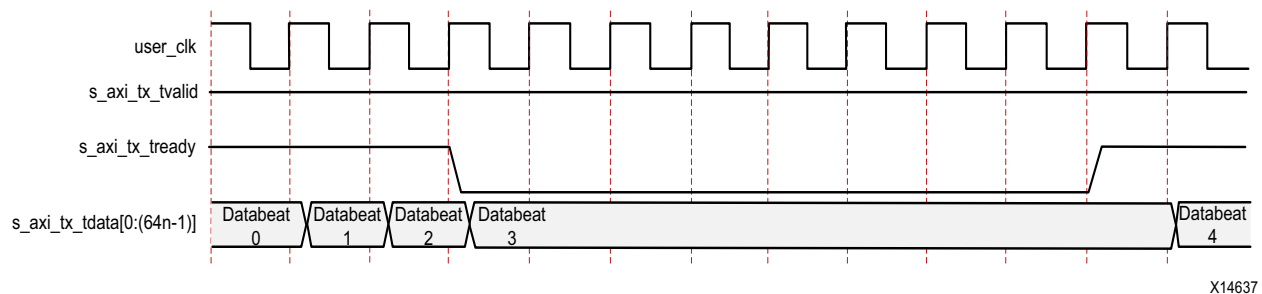 user_clk
s_axi_tx_tvalid
s_axi_tx_tready
s_axi_tx_tdata[0:(64n-1)]
Databeat Databeat Databeat Databeat Databeat
0 1 2 3 4
X14637